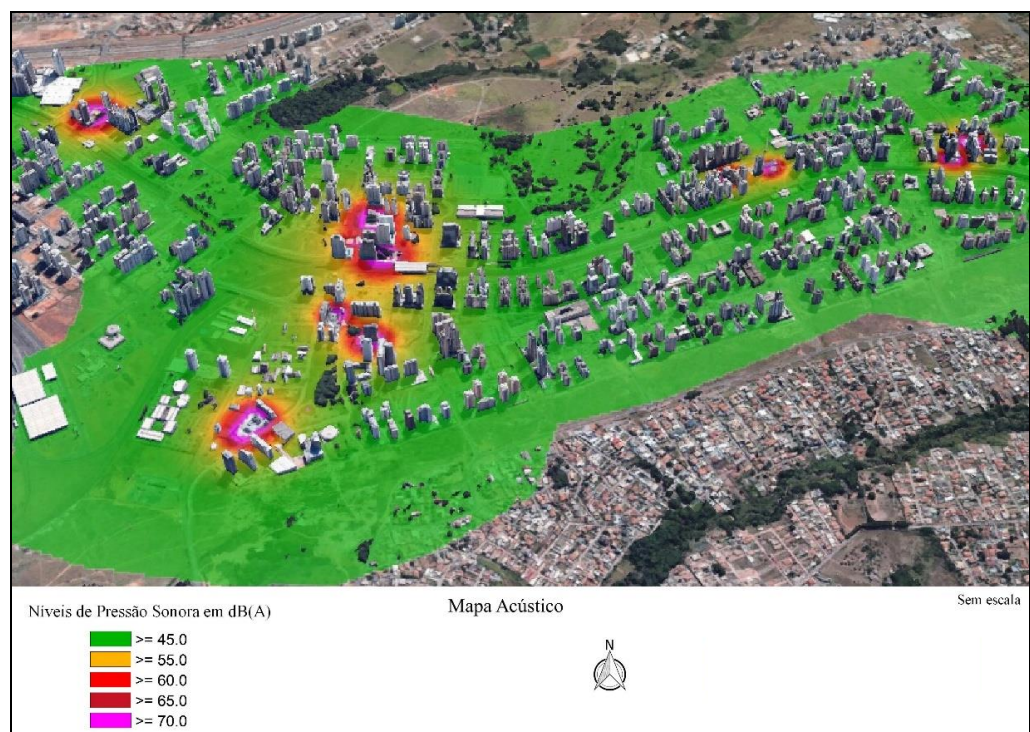 Níveis de Pressão Sonora em dB(A)
Mapa Acústico
Sem escala
>= 45.0
>= 55.0
>= 60.0
>= 65.0
>= 70.0
N